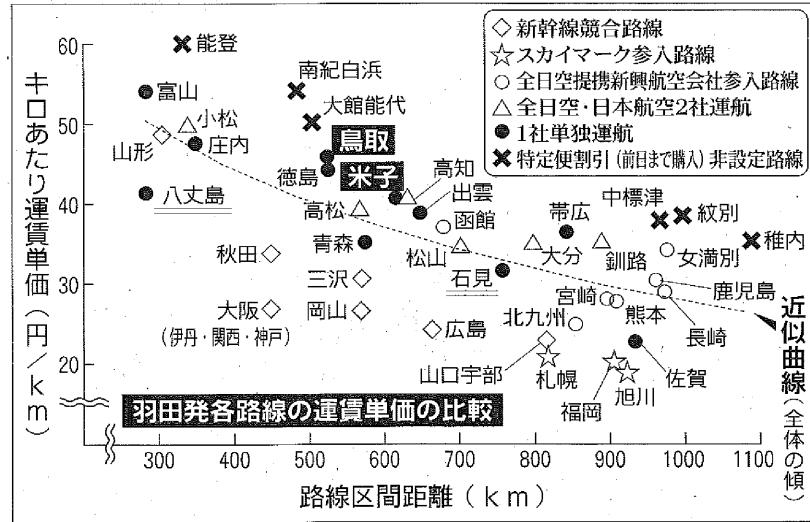 ◇新幹線競合路線
☆スカイマーク参入路線
○全日空提携新興航空会社参入路線
△全日空・日本航空2社運航
●1社単独運航
✖特定便割引(前日まで購入)非設定路線
キロあたり運賃単価(円/km)
60
50
40
30
20
能登
富山
南紀白浜
小松
大館能代
山形
庄内
鳥取
徳島
米子
高知
八丈島
出雲
中標津
紋別
高松
函館
帯広
稚内
秋田
青森
松山
大分
釧路
女満別
三沢
石見
大阪
(伊丹・関西・神戸)
岡山
宮崎
鹿児島
広島
北九州
熊本
長崎
山口宇部
札幌
福岡
旭川
佐賀
近似曲線(全体の傾
羽田発各路線の運賃単価の比較
300 400 500 600 700 800 900 1000 1100
路線区間距離(km)